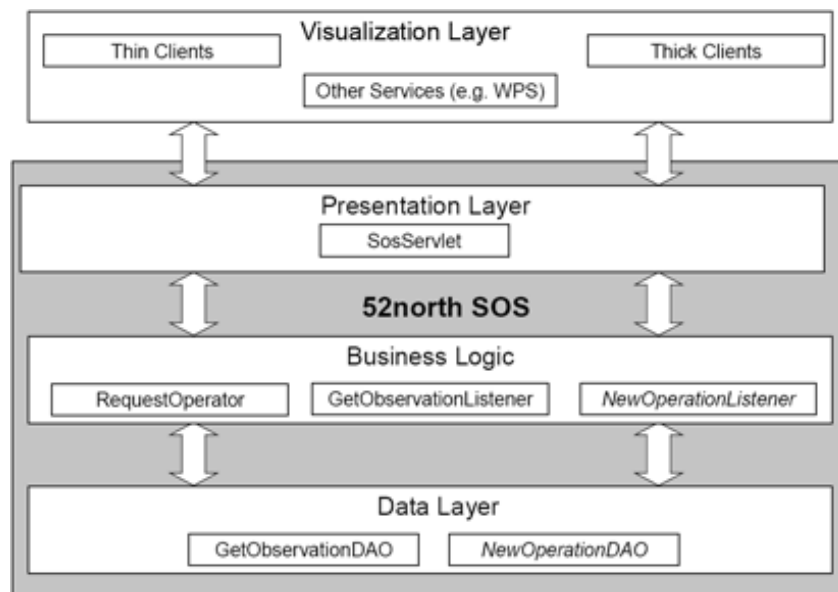 Visualization Layer
Thin Clients
Thick Clients
Other Services (e.g. WPS)
Presentation Layer
SosServlet
52north SOS
Business Logic
RequestOperator
GetObservationListener
NewOperationListener
Data Layer
GetObservationDAO
NewOperationDAO